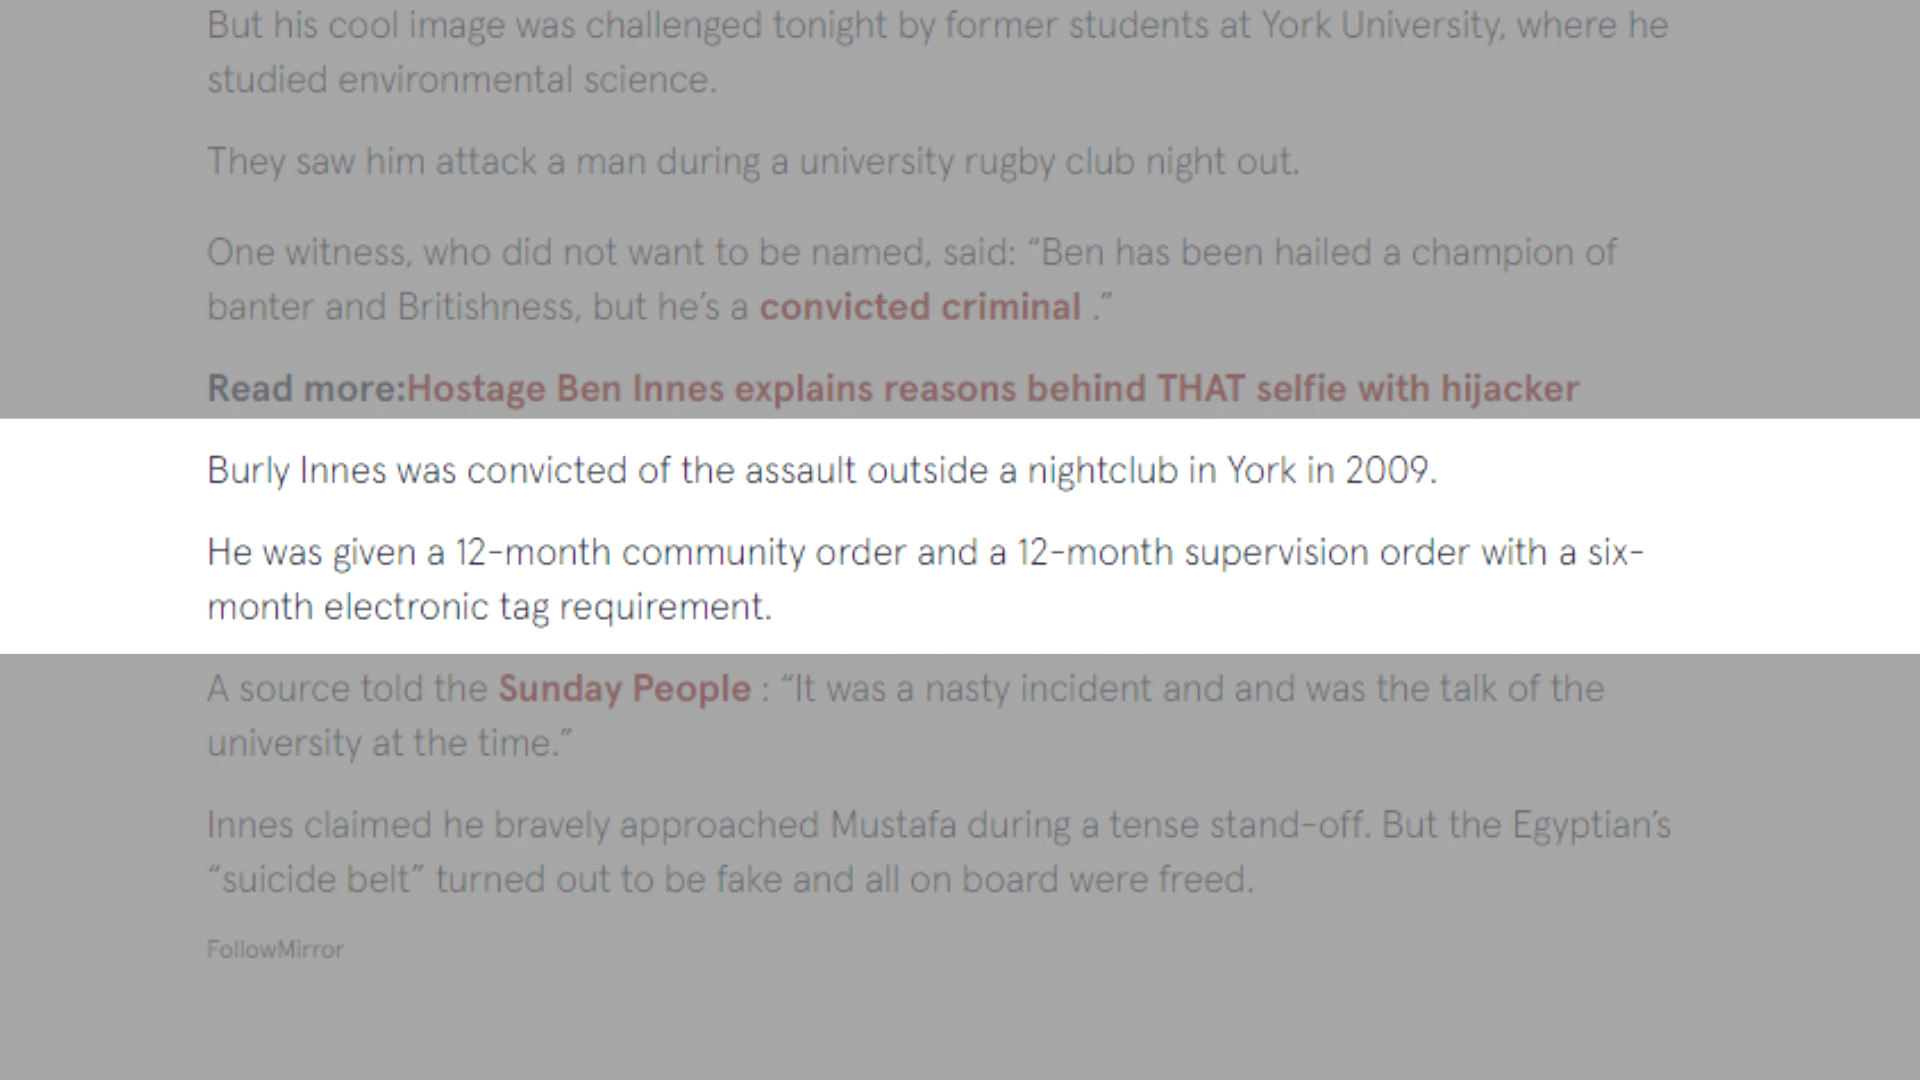 But his cool image was challenged tonight by former students at York University, where he
studied environmental science.
They saw him attack a man during a university rugby club night out.
One witness, who did not want to be named, said: “Ben has been hailed a champion of
banter and Britishness, but he’s a convicted criminal .”
Read more:Hostage Ben Innes explains reasons behind THAT selfie with hijacker
Burly Innes was convicted of the assault outside a nightclub in York in 2009.
He was given a 12-month community order and a 12-month supervision order with a six-
month electronic tag requirement.
A source told the Sunday People : “It was a nasty incident and and was the talk of the
university at the time.”
Innes claimed he bravely approached Mustafa during a tense stand-off. But the Egyptian’s
“suicide belt” turned out to be fake and all on board were freed.
FollowMirror